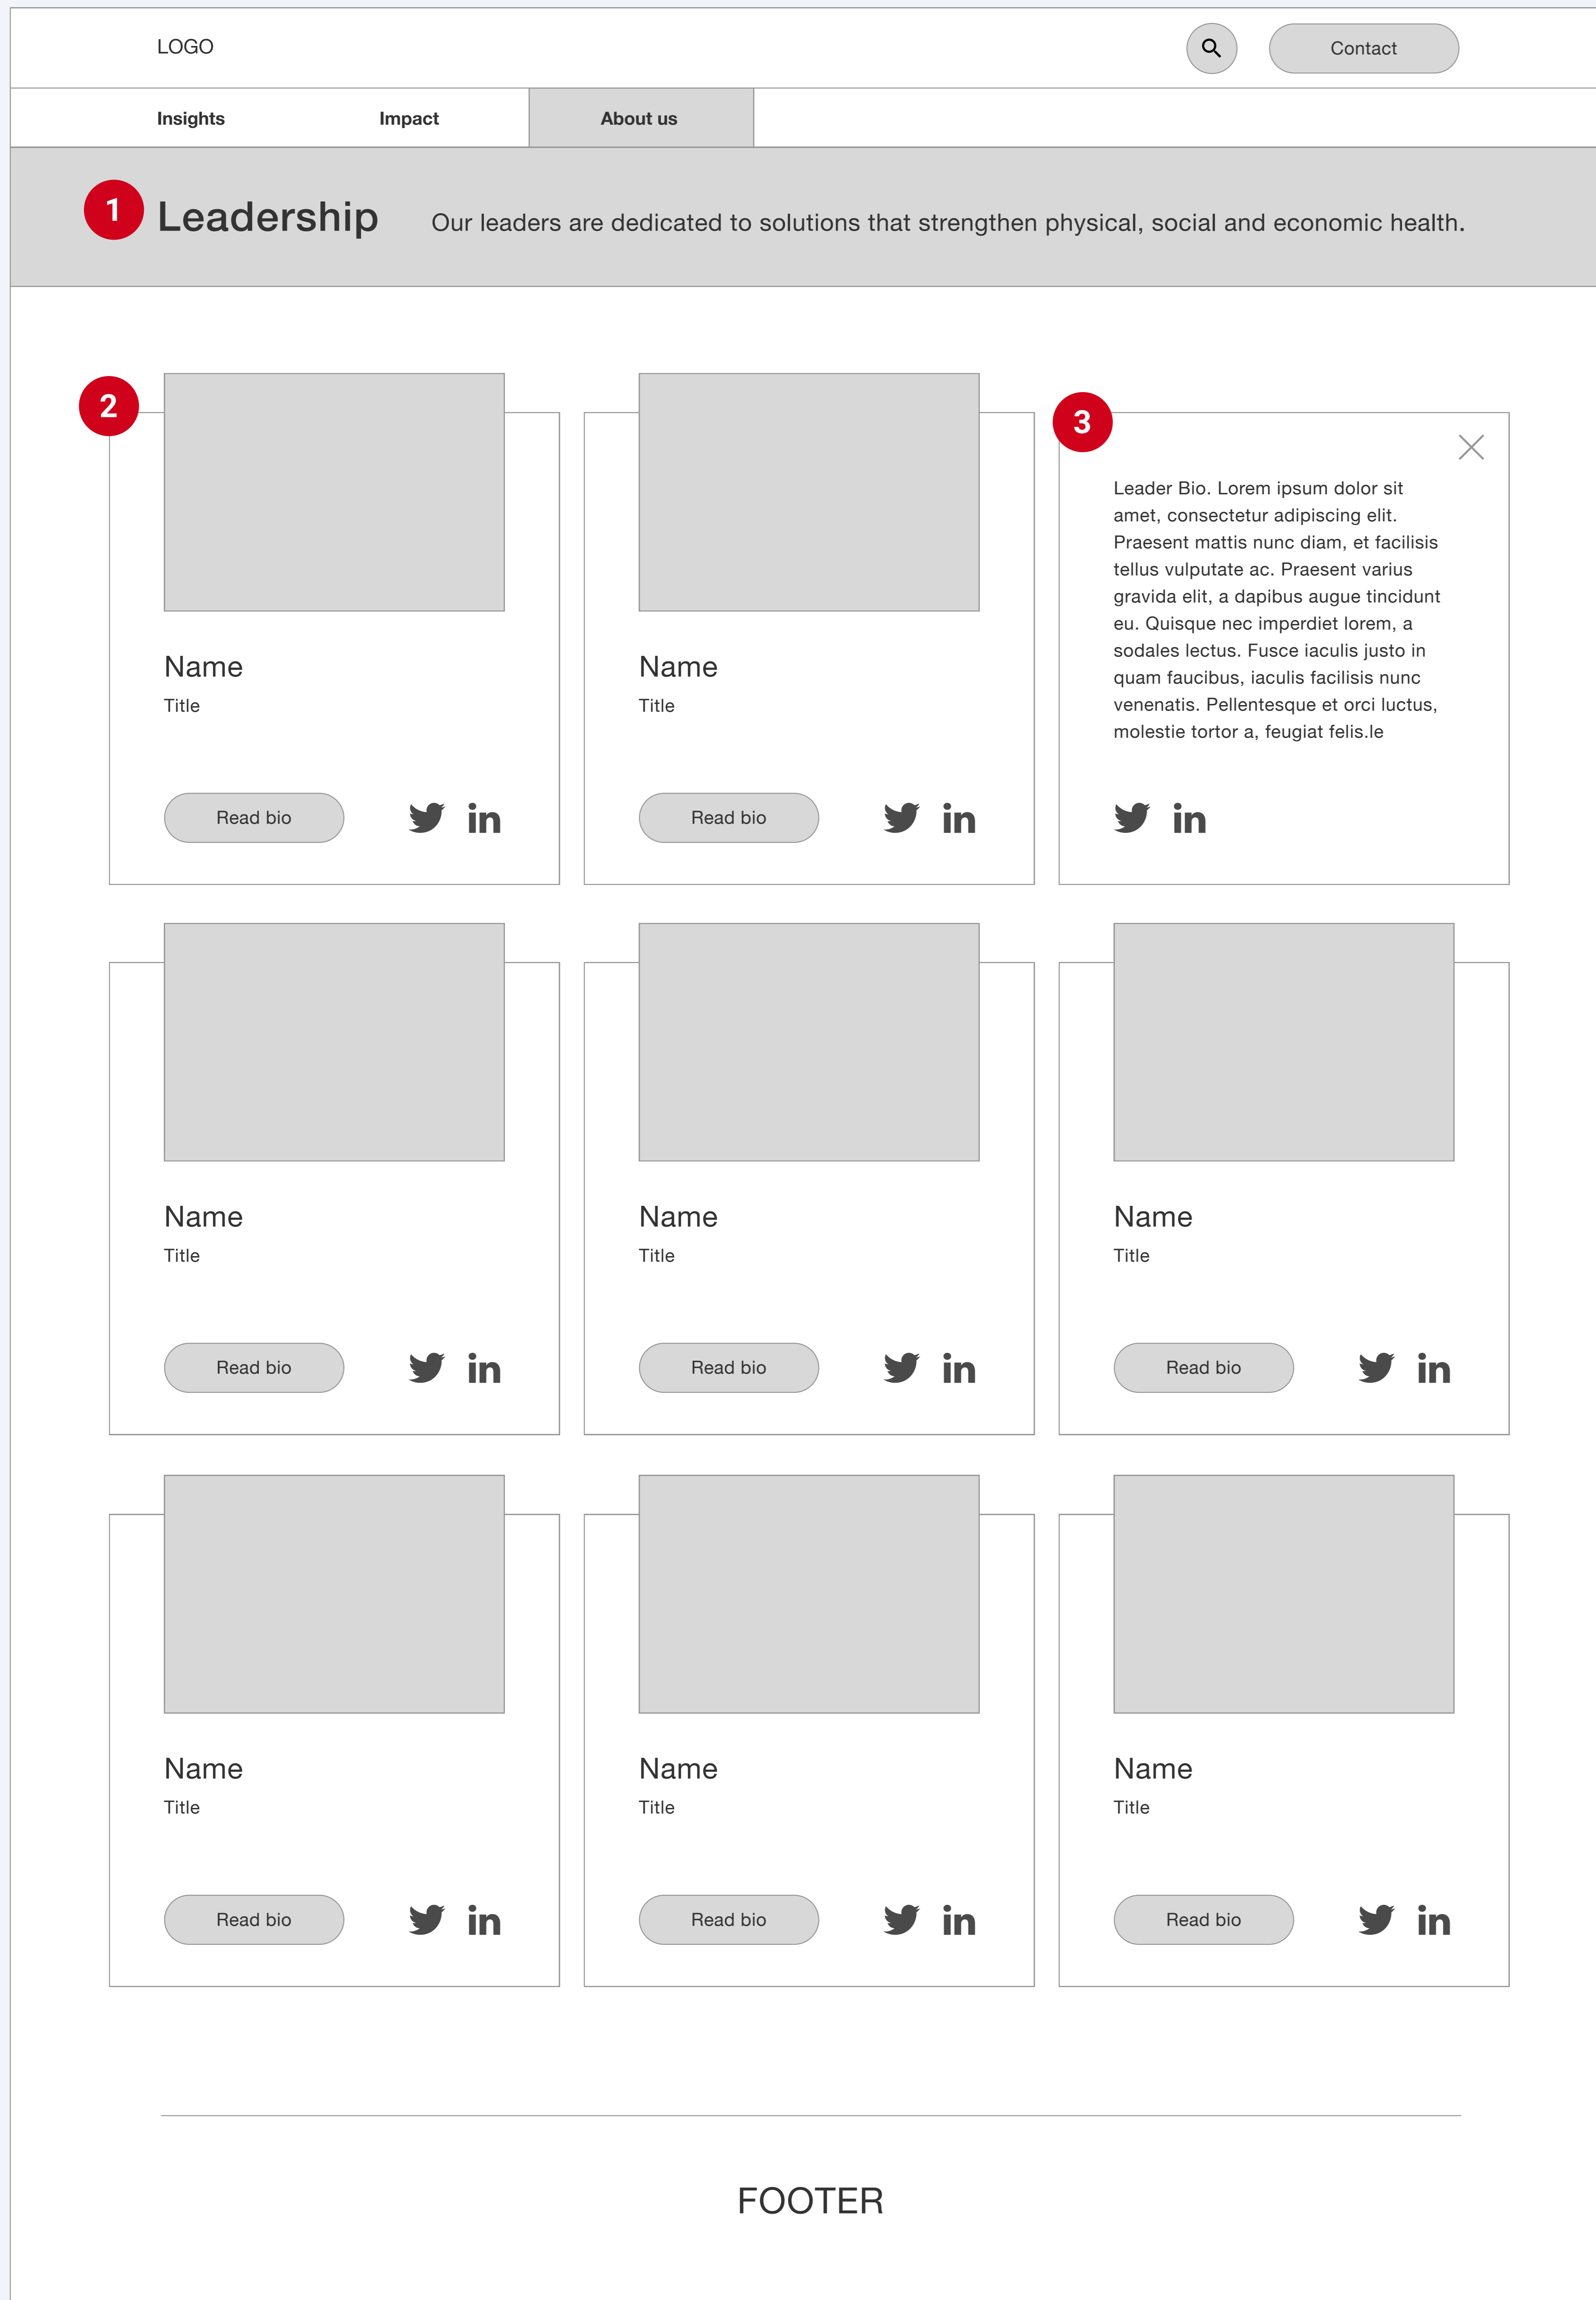 LOGO
Contact
Insights
Impact
About us
1
Leadership
Our leaders are dedicated to solutions that strengthen physical, social and economic health.
2
Name
Title
Read bio
in
Name
Title
Read bio
in
3
Leader Bio. Lorem ipsum dolor sit
amet, consectetur adipiscing elit.
Praesent mattis nunc diam, et facilisis
tellus vulputate ac. Praesent varius
gravida elit, a dapibus augue tincidunt
eu. Quisque nec imperdiet lorem, a
sodales lectus. Fusce iaculis justo in
quam faucibus, iaculis facilisis nunc
venenatis. Pellentesque et orci luctus,
molestie tortor a, feugiat felis.le
in
Name
Title
Read bio
in
Name
Title
Read bio
in
Name
Title
Read bio
in
Name
Title
Read bio
in
Name
Title
Read bio
in
Name
Title
Read bio
in
FOOTER